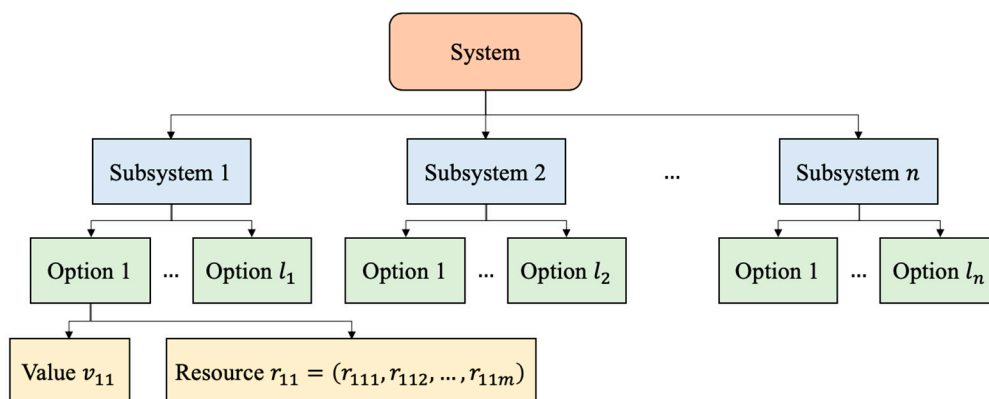 System
Subsystem 1
Subsystem 2
...
Subsystem n
Option 1
...
Option l₁
Option 1
...
Option l₂
Option 1
...
Option lₙ
Value v₁₁
Resource r₁₁ = (r₁₁₁, r₁₁₂, ..., r₁₁ₘ)